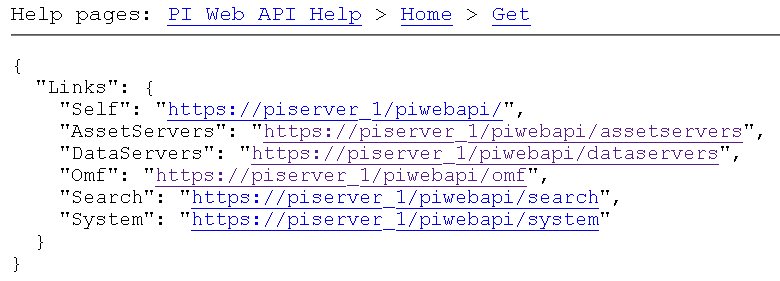 Help pages: PI Web API Help > Home > Get
{
  "Links": {
    "Self": "https://piserver_1/piwebapi/",
    "AssetServers": "https://piserver_1/piwebapi/assetservers",
    "DataServers": "https://piserver_1/piwebapi/dataservers",
    "Omf": "https://piserver_1/piwebapi/omf",
    "Search": "https://piserver_1/piwebapi/search",
    "System": "https://piserver_1/piwebapi/system"
  }
}